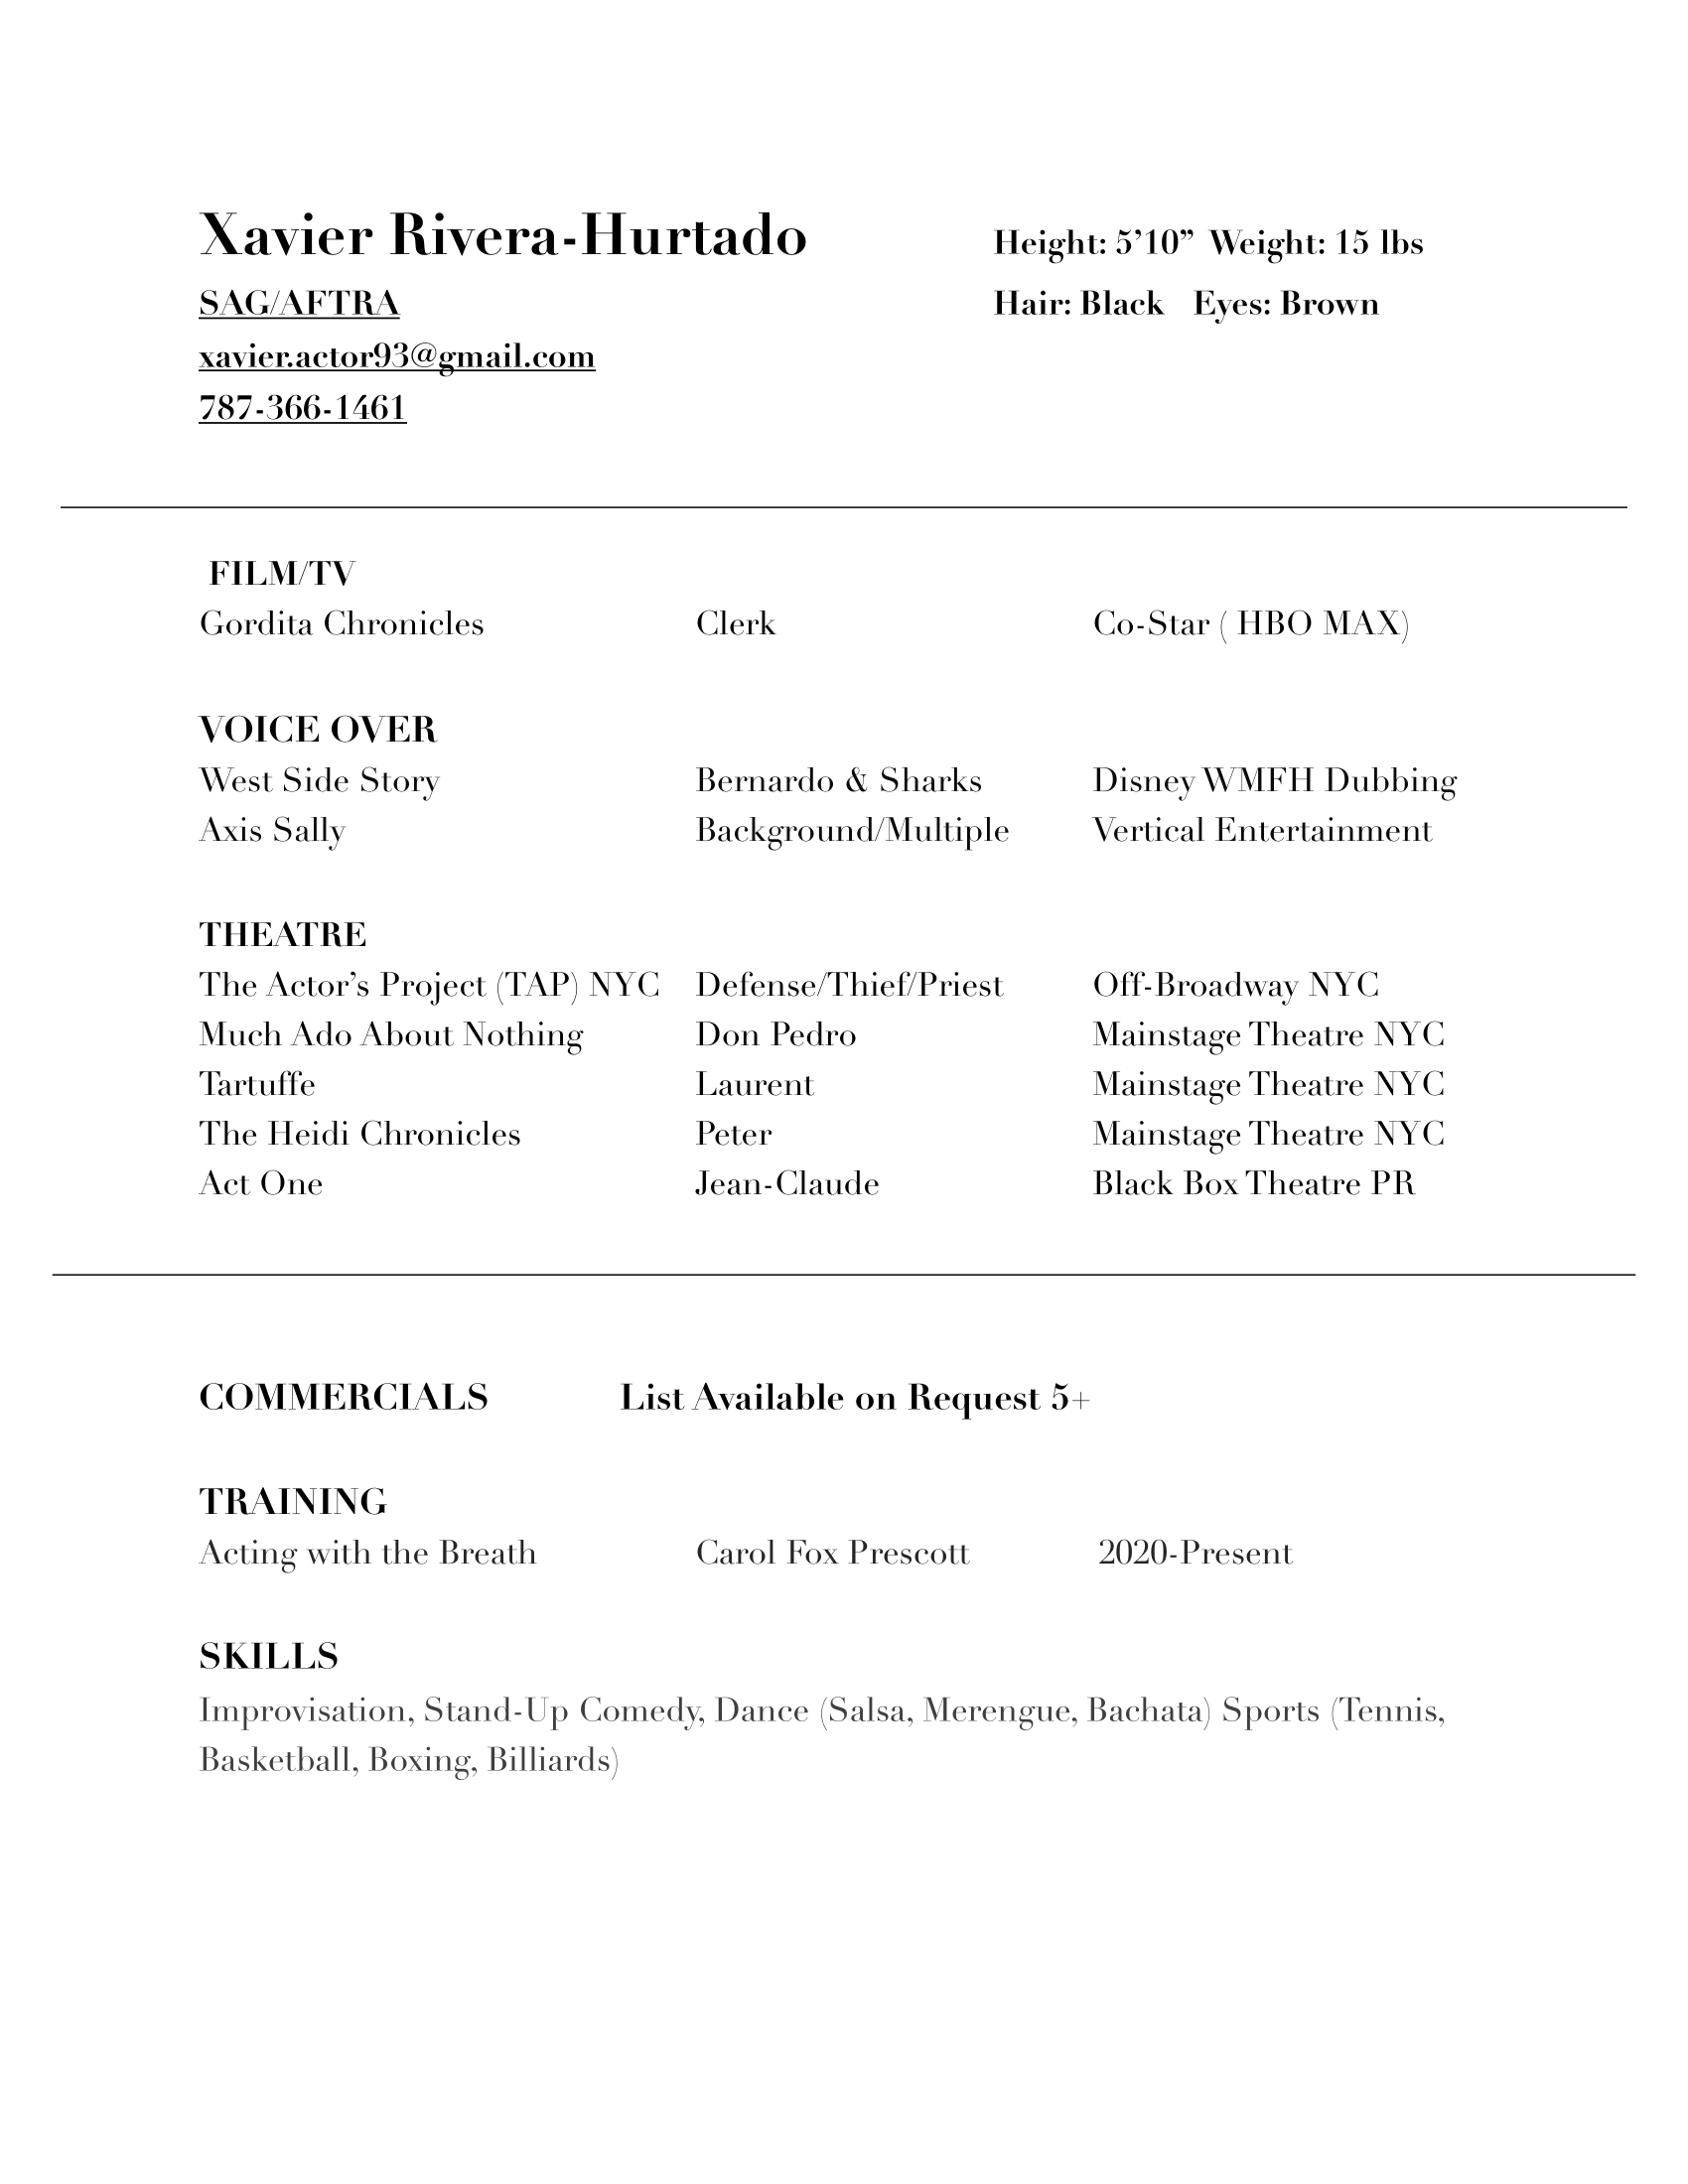 Xavier Rivera-Hurtado Height: 5’10” Weight: 15 lbs
SAG/AFTRA Hair: Black Eyes: Brown
xavier.actor93@gmail.com
787-366-1461
FILM/TV
Gordita Chronicles Clerk Co-Star ( HBO MAX)
VOICE OVER
West Side Story Bernardo & Sharks Disney WMFH Dubbing
Axis Sally Background/Multiple Vertical Entertainment
THEATRE
The Actor’s Project (TAP) NYC Defense/Thief/Priest Off-Broadway NYC
Much Ado About Nothing Don Pedro Mainstage Theatre NYC
Tartuffe Laurent Mainstage Theatre NYC
The Heidi Chronicles Peter Mainstage Theatre NYC
Act One Jean-Claude Black Box Theatre PR
COMMERCIALS List Available on Request 5+
TRAINING
Acting with the Breath Carol Fox Prescott 2020-Present
SKILLS
Improvisation, Stand-Up Comedy, Dance (Salsa, Merengue, Bachata) Sports (Tennis,
Basketball, Boxing, Billiards)